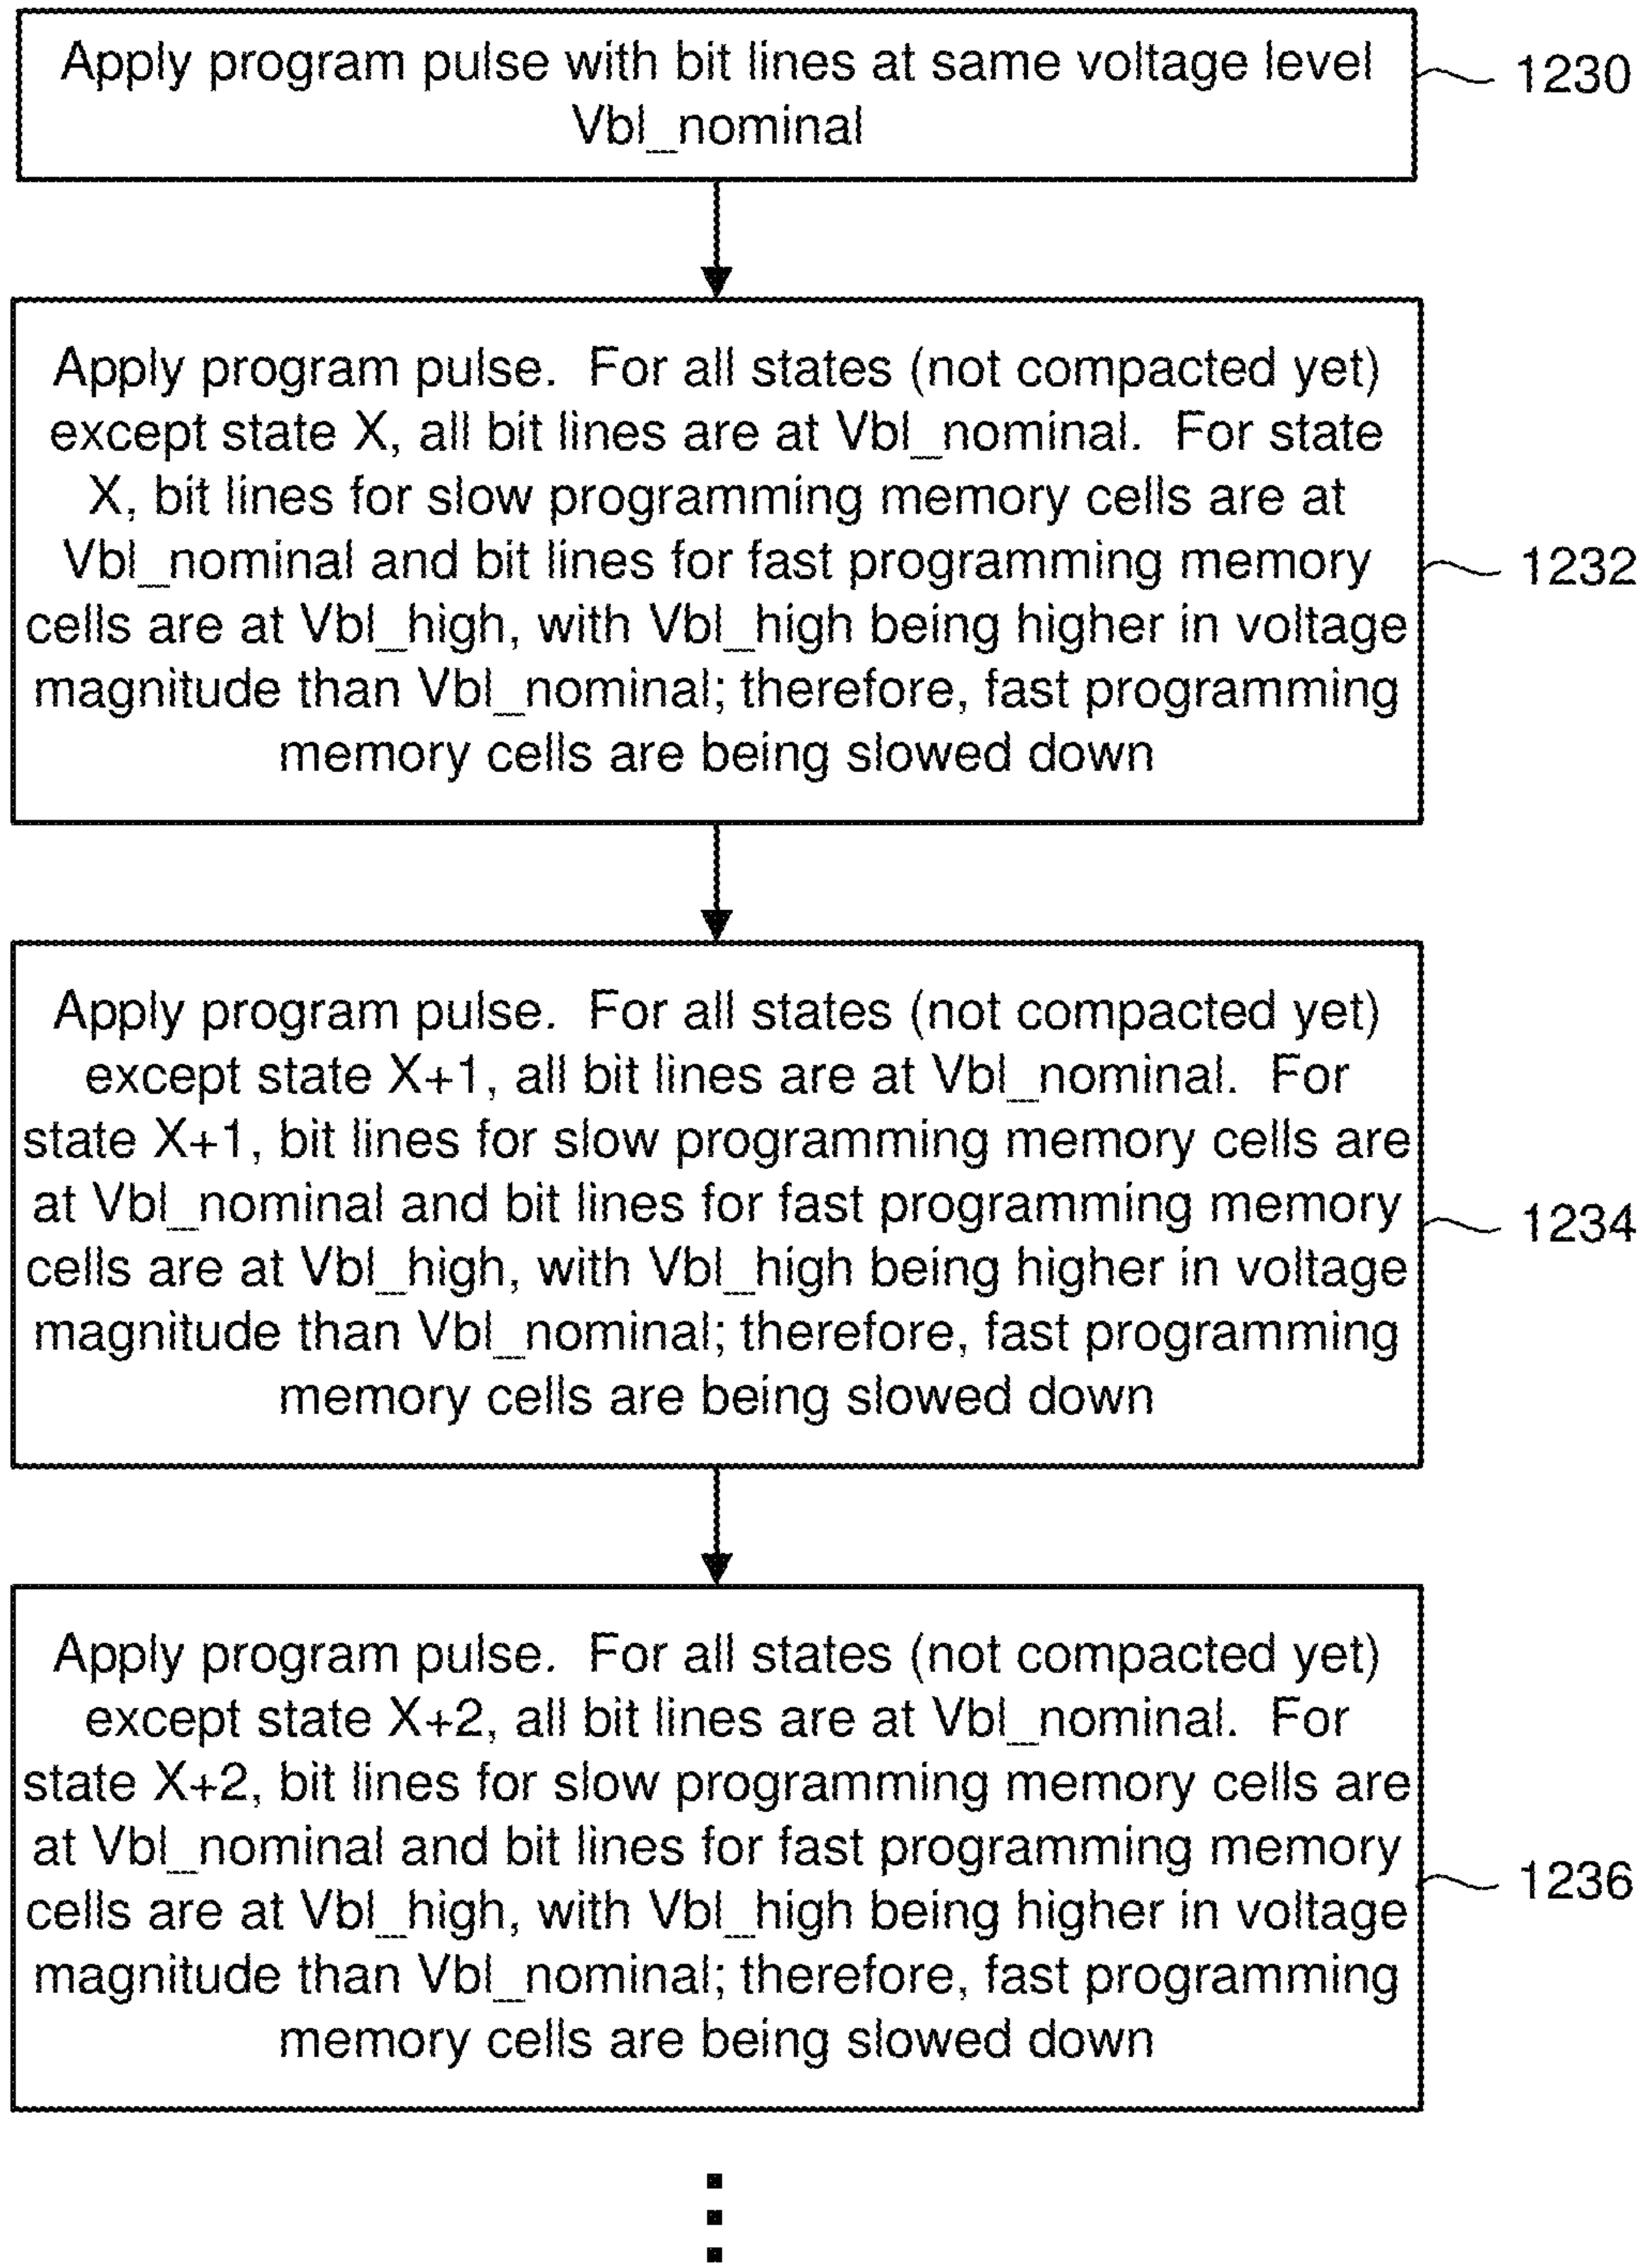 Apply program pulse with bit lines at same voltage level
Vbl_nominal
1230
Apply program pulse.  For all states (not compacted yet)
except state X, all bit lines are at Vbl_nominal.  For state
X, bit lines for slow programming memory cells are at
Vbl_nominal and bit lines for fast programming memory
cells are at Vbl_high, with Vbl_high being higher in voltage
magnitude than Vbl_nominal; therefore, fast programming
memory cells are being slowed down
1232
Apply program pulse.  For all states (not compacted yet)
except state X+1, all bit lines are at Vbl_nominal.  For
state X+1, bit lines for slow programming memory cells are
at Vbl_nominal and bit lines for fast programming memory
cells are at Vbl_high, with Vbl_high being higher in voltage
magnitude than Vbl_nominal; therefore, fast programming
memory cells are being slowed down
1234
Apply program pulse.  For all states (not compacted yet)
except state X+2, all bit lines are at Vbl_nominal.  For
state X+2, bit lines for slow programming memory cells are
at Vbl_nominal and bit lines for fast programming memory
cells are at Vbl_high, with Vbl_high being higher in voltage
magnitude than Vbl_nominal; therefore, fast programming
memory cells are being slowed down
1236